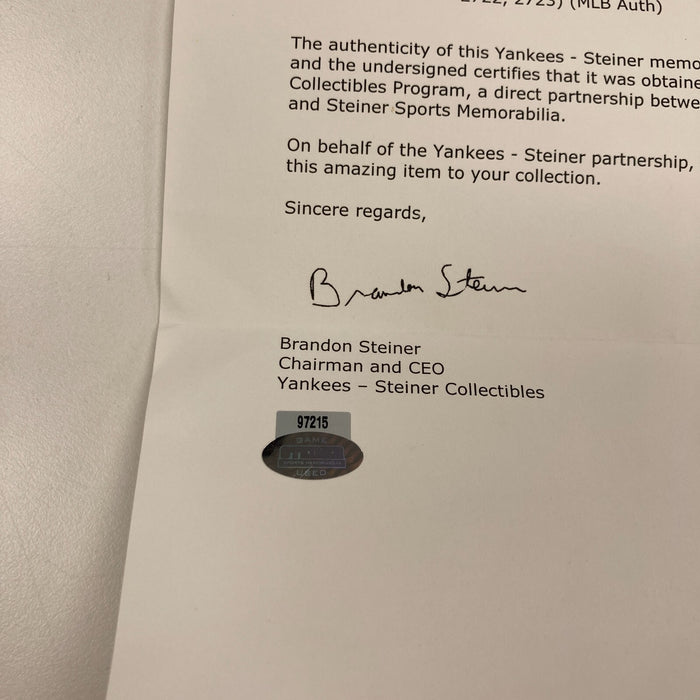 2723) (MLB Auth)
The authenticity of this Yankees - Steiner memo
and the undersigned certifies that it was obtaine
Collectibles Program, a direct partnership betwe
and Steiner Sports Memorabilia.
On behalf of the Yankees - Steiner partnership,
this amazing item to your collection.
Sincere regards,
Brandon Steiner
Brandon Steiner
Chairman and CEO
Yankees – Steiner Collectibles
97215
GAME
SPORTS MEMORABILIA
USED